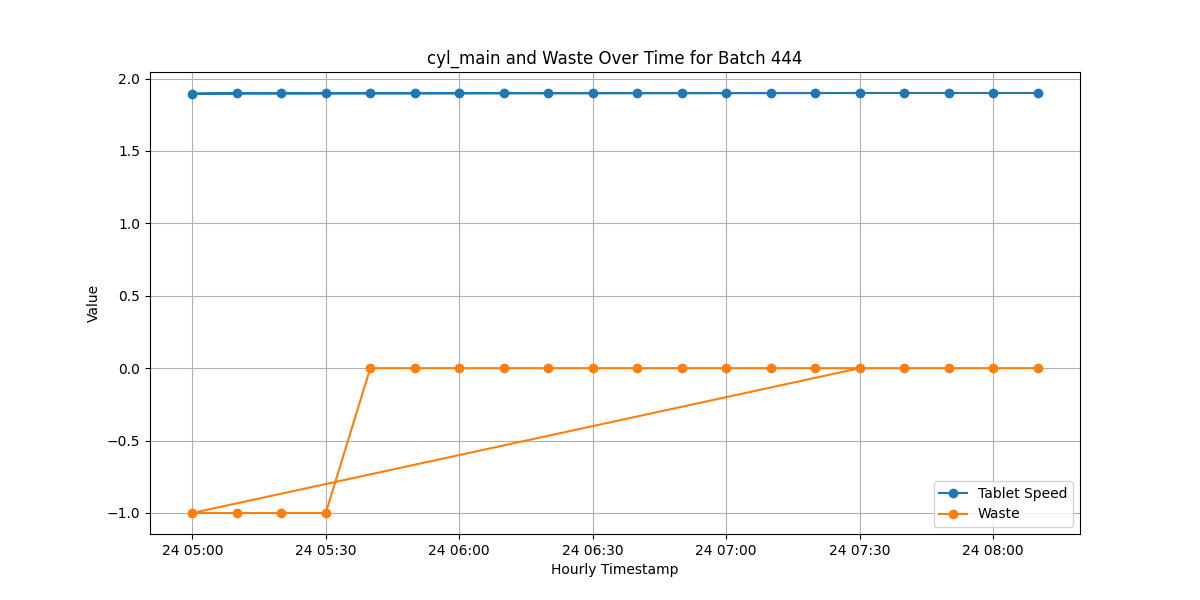 cyl_main and Waste Over Time for Batch 444
2.0
1.5
1.0
0.5
0.0
−0.5
−1.0
Value
Tablet Speed
Waste
24 05:00 24 05:30 24 06:00 24 06:30 24 07:00 24 07:30 24 08:00
Hourly Timestamp